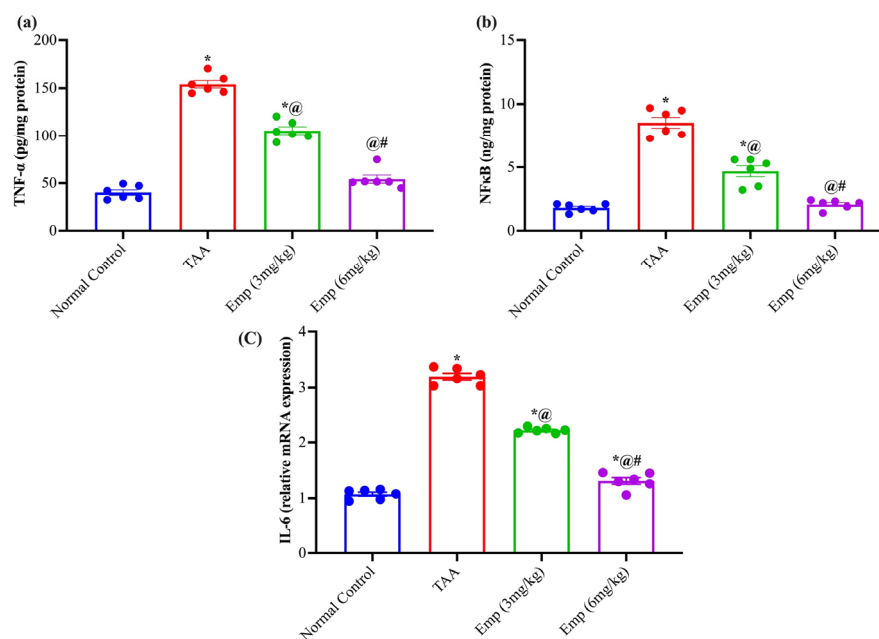 (a)
TNF-α (pg/mg protein)
200
150
100
50
0
*
*@
@#
Normal Control
TAA
Emp (3mg/kg)
Emp (6mg/kg)
(b)
NFκB (ng/mg protein)
15
10
5
0
*
*@
@#
Normal Control
TAA
Emp (3mg/kg)
Emp (6mg/kg)
(C)
IL-6 (relative mRNA expression)
4
3
2
1
0
*
*@
*@#
Normal Control
TAA
Emp (3mg/kg)
Emp (6mg/kg)